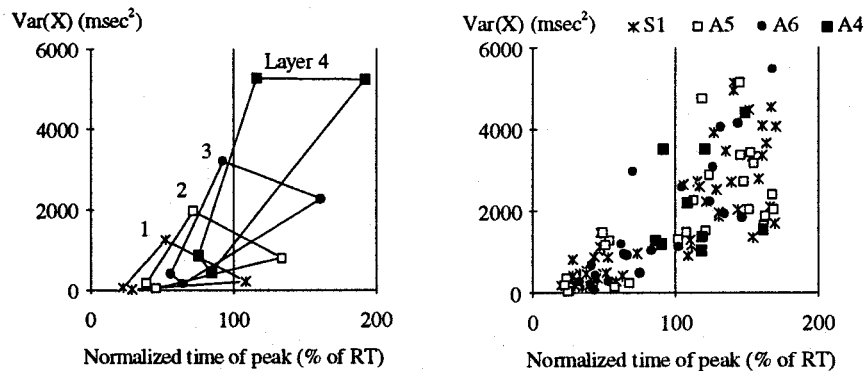 Var(X) (msec²)
6000
4000
2000
0
0 100 200
Normalized time of peak (% of RT)
Layer 4
3
2
1
Var(X) (msec²)
S1 A5 A6 A4
6000
4000
2000
0
0 100 200
Normalized time of peak (% of RT)